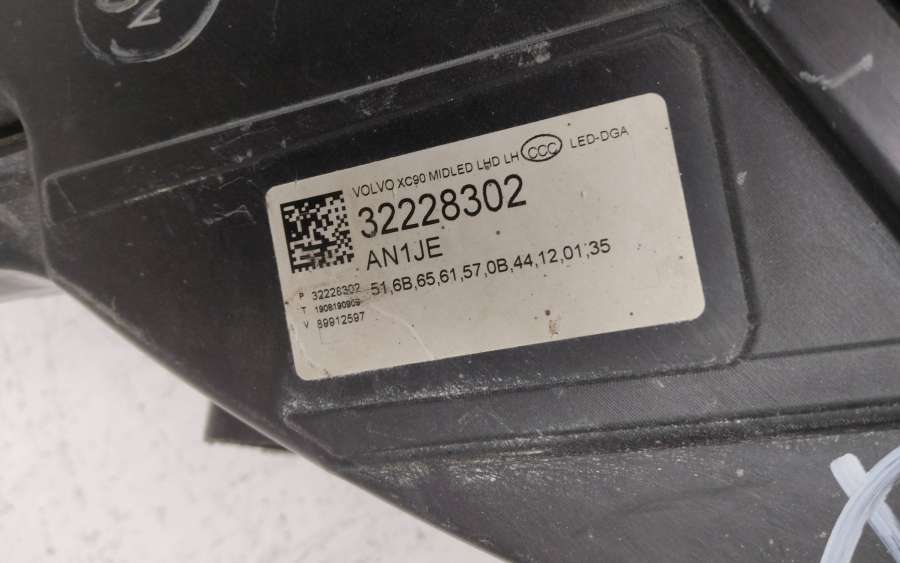 VOLVO XC90 MIDLED LHD LH CCC LED-DGA
32228302
AN1JE
51,6B,65,61,57,0B,44,12,01,35
P 32228302
T 1908190909
V 89912597